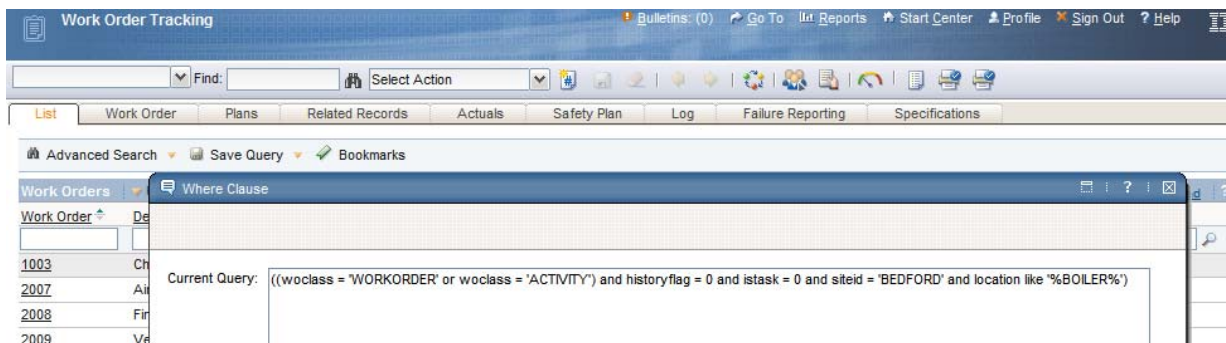 Work Order Tracking
Bulletins: (0) Go To Reports Start Center Profile Sign Out ? Help
Find: Select Action
List Work Order Plans Related Records Actuals Safety Plan Log Failure Reporting Specifications
Advanced Search Save Query Bookmarks
Work Orders
Where Clause ?
Work Order De
1003 Ch
Current Query: ((woclass = 'WORKORDER' or woclass = 'ACTIVITY') and historyflag = 0 and istask = 0 and siteid = 'BEDFORD' and location like '%BOILER%')
2007 Air
2008 Fir
2009 Ve